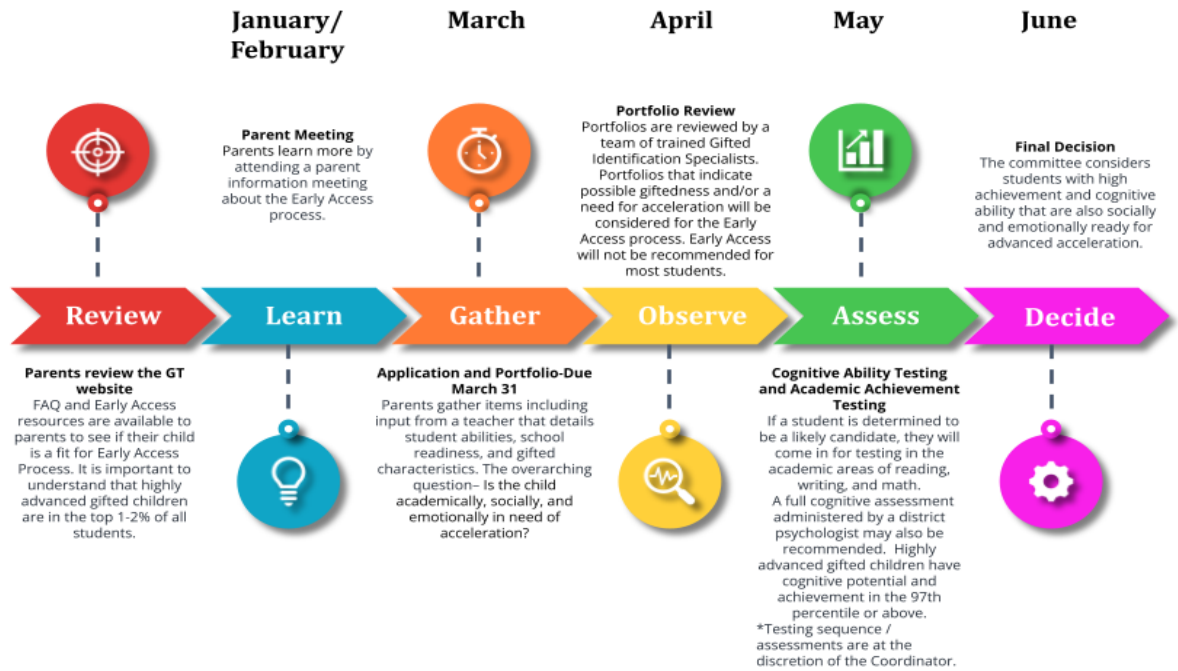 January/
February
March
April
May
June
Parent Meeting
Parents learn more by
attending a parent
information meeting
about the Early Access
process.
Portfolio Review
Portfolios are reviewed by a
team of trained Gifted
Identification Specialists.
Portfolios that indicate
possible giftedness and/or a
need for acceleration will be
considered for the Early
Access process. Early Access
will not be recommended for
most students.
Final Decision
The committee considers
students with high
achievement and cognitive
ability that are also socially
and emotionally ready for
advanced acceleration.
Review
Learn
Gather
Observe
Assess
Decide
Parents review the GT
website
FAQ and Early Access
resources are available to
parents to see if their child
is a fit for Early Access
Process. It is important to
understand that highly
advanced gifted children
are in the top 1-2% of all
students.
Application and Portfolio-Due
March 31
Parents gather items including
input from a teacher that details
student abilities, school
readiness, and gifted
characteristics. The overarching
question– Is the child
academically, socially, and
emotionally in need of
acceleration?
Cognitive Ability Testing
and Academic Achievement
Testing
If a student is determined to
be a likely candidate, they will
come in for testing in the
academic areas of reading,
writing, and math.
A full cognitive assessment
administered by a district
psychologist may also be
recommended. Highly
advanced gifted children have
cognitive potential and
achievement in the 97th
percentile or above.
*Testing sequence /
assessments are at the
discretion of the Coordinator.